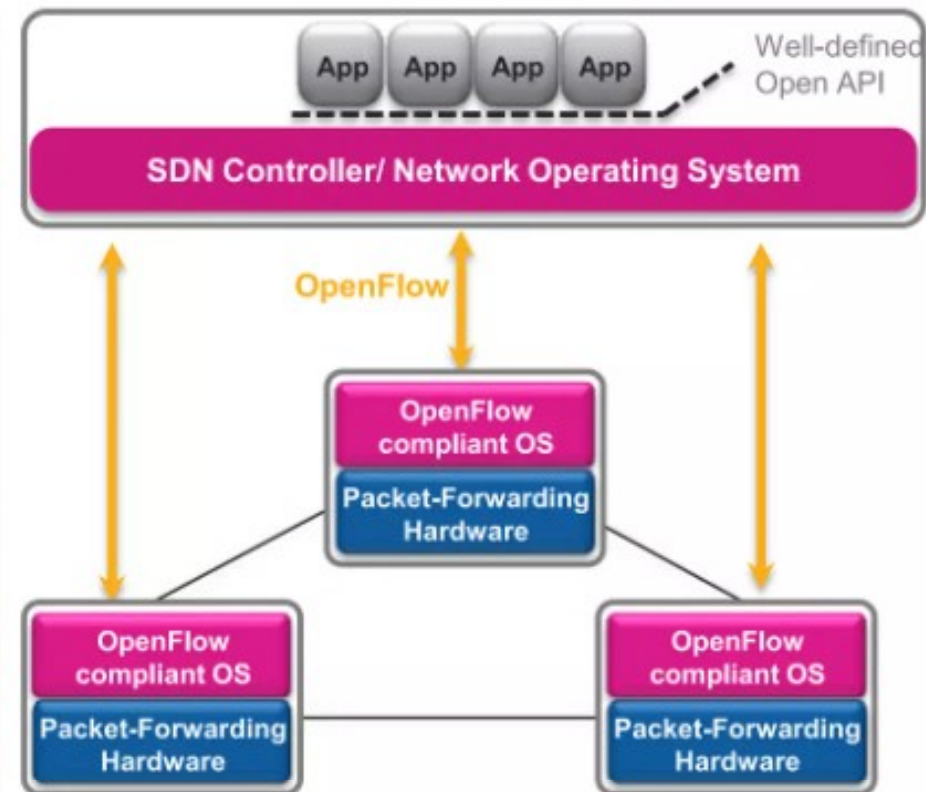 App App App App
Well-defined
Open API
SDN Controller/ Network Operating System
OpenFlow
OpenFlow
compliant OS
Packet-Forwarding
Hardware
OpenFlow
compliant OS
Packet-Forwarding
Hardware
OpenFlow
compliant OS
Packet-Forwarding
Hardware